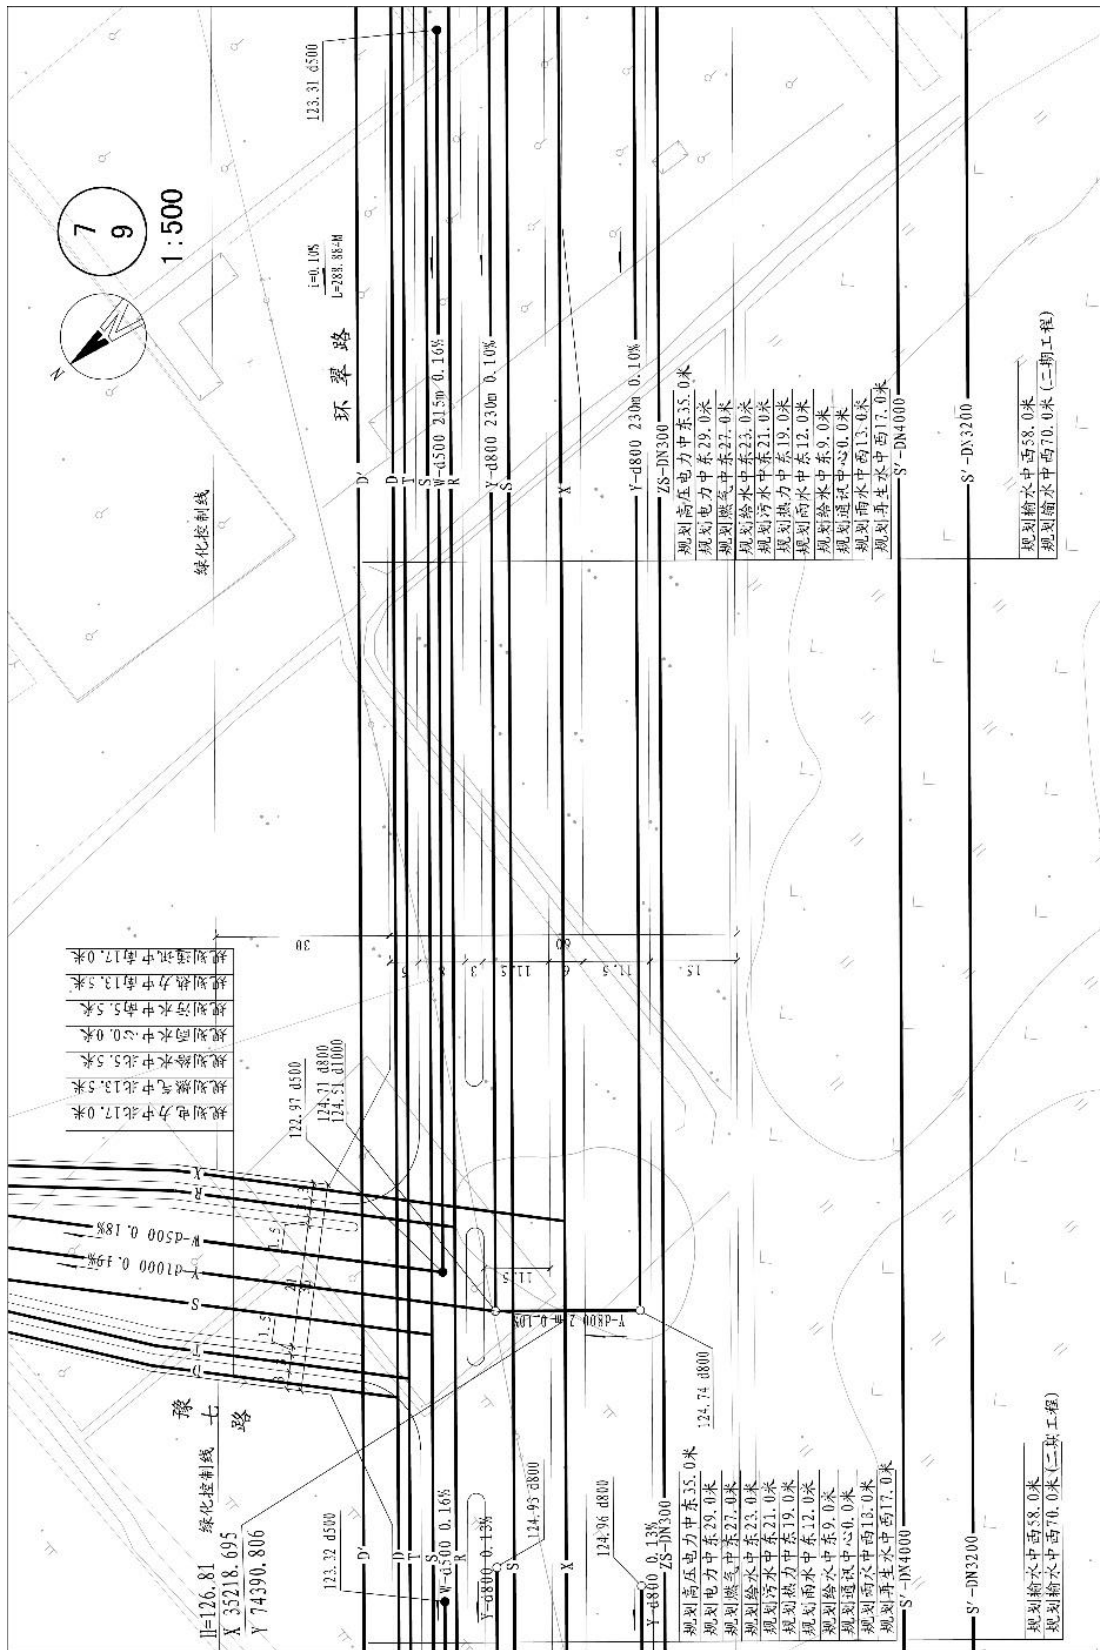 7
9
1:500
N
123.31 d500
i=0.10%
L=288.884M
环翠路
绿化控制线
D'
D
T
S
W-d500 215m 0.16%
R
Y-d800 230m 0.10%
S
X
Y-d800 230m 0.10%
ZS-DN300
S'-DN4000
S'-DN3200
规划高压电力中东35.0米
规划电力中东29.0米
规划燃气中东27.0米
规划给水中东23.0米
规划污水中东21.0米
规划热力中东19.0米
规划雨水中东12.0米
规划给水中东9.0米
规划通讯中心0.0米
规划雨水中西13.0米
规划再生水中西17.0米
规划输水中西58.0米
规划输水中西70.0米(二期工程)
30
60
5
3
11.5
6
11.5
15
规划通讯中南17.0米
规划热力中南13.5米
规划污水中南5.5米
规划雨水中心0.0米
规划给水中北5.5米
规划燃气中北13.5米
规划电力中北17.0米
122.97 d500
124.71 d800
124.51 d1000
X
R
W-d500 0.18%
Y-d1000 0.19%
S
T
D
1.5
1.5
11.5
124.74 d800
豫七路
绿化控制线
H=126.81
X 35218.695
Y 74390.806
123.32 d500
D'
D
T
S
W-d500 0.16%
R
Y-d800 0.13%
124.93 d800
S
X
124.96 d800
Y-d800 0.13%
ZS-DN300
S'-DN4000
S'-DN3200
规划高压电力中东35.0米
规划电力中东29.0米
规划燃气中东27.0米
规划给水中东23.0米
规划污水中东21.0米
规划热力中东19.0米
规划雨水中东12.0米
规划给水中东9.0米
规划通讯中心0.0米
规划雨水中西13.0米
规划再生水中西17.0米
规划输水中西58.0米
规划输水中西70.0米(二期工程)